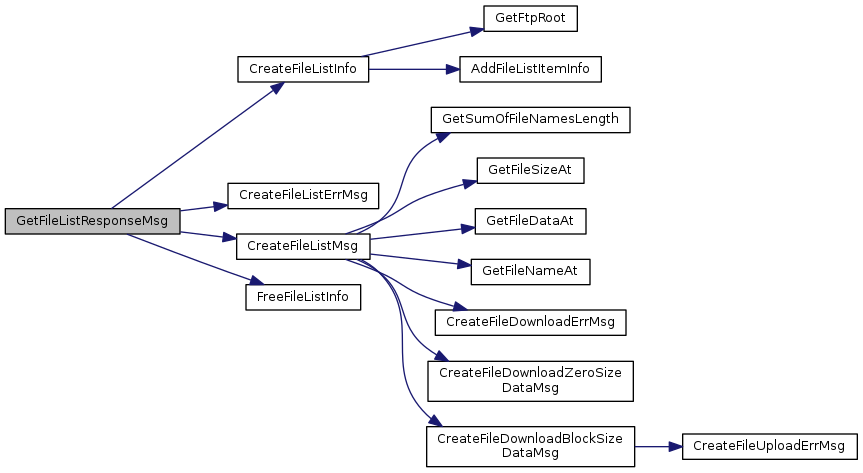 GetFtpRoot
CreateFileListInfo
AddFileListItemInfo
GetSumOfFileNamesLength
GetFileSizeAt
CreateFileListErrMsg
GetFileListResponseMsg
GetFileDataAt
CreateFileListMsg
GetFileNameAt
FreeFileListInfo
CreateFileDownloadErrMsg
CreateFileDownloadZeroSize
DataMsg
CreateFileDownloadBlockSize
DataMsg
CreateFileUploadErrMsg